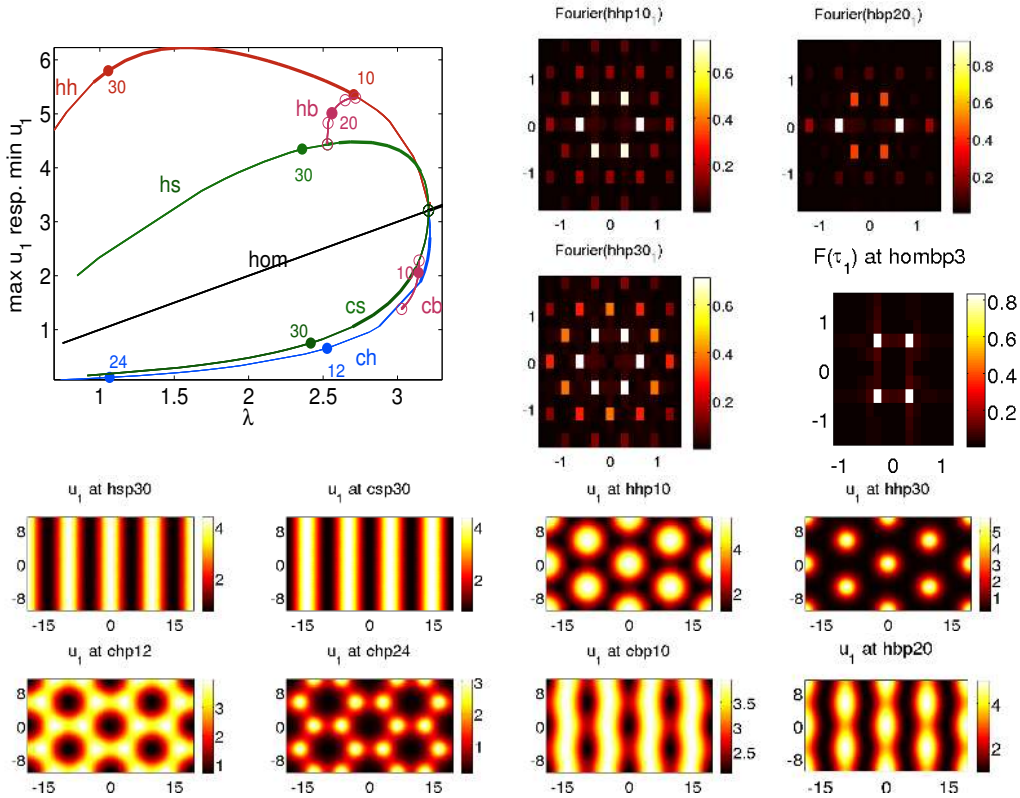 max u1 resp. min u1
6
5
4
3
2
1
1
1.5
2
2.5
3
λ
hh
30
10
hb
20
hs
30
hom
10
cb
cs
30
ch
12
24
Fourier(hhp10_1)
1
0
-1
-1 0 1
0.6
0.4
0.2
Fourier(hbp20_1)
1
0
-1
-1 0 1
0.8
0.6
0.4
0.2
Fourier(hhp30_1)
1
0
-1
-1 0 1
0.6
0.4
0.2
F(τ1) at hombp3
1
0
-1
-1 0 1
0.8
0.6
0.4
0.2
u1 at hsp30
8
0
-8
-15 0 15
4
2
u1 at csp30
8
0
-8
-15 0 15
4
2
u1 at hhp10
8
0
-8
-15 0 15
4
2
u1 at hhp30
8
0
-8
-15 0 15
5
4
3
2
1
u1 at chp12
8
0
-8
-15 0 15
3
2
1
u1 at chp24
8
0
-8
-15 0 15
3
2
1
u1 at cbp10
8
0
-8
-15 0 15
3.5
3
2.5
u1 at hbp20
8
0
-8
-15 0 15
4
2